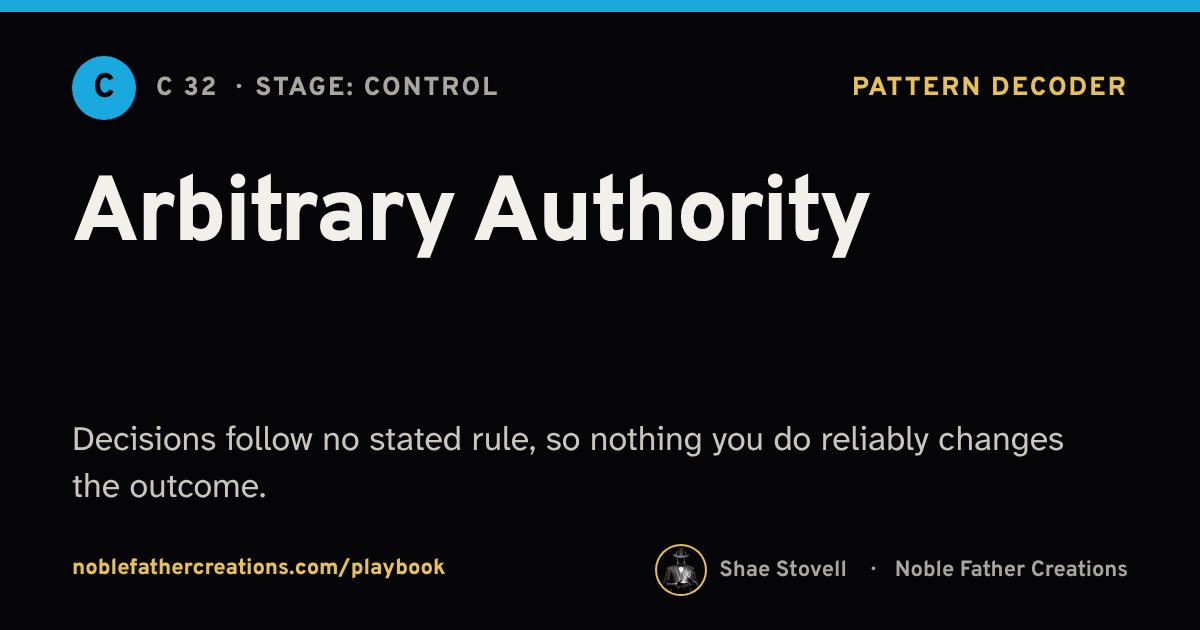 C
C 32 · STAGE: CONTROL
PATTERN DECODER
Arbitrary Authority
Decisions follow no stated rule, so nothing you do reliably changes
the outcome.
noblefathercreations.com/playbook
Shae Stovell · Noble Father Creations